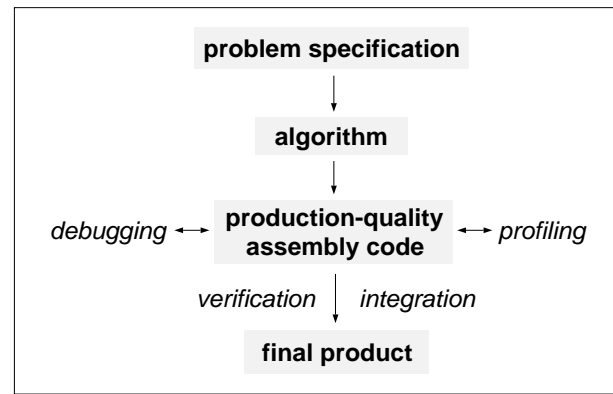 problem specification
algorithm
debugging
production-quality
assembly code
profiling
verification
integration
final product